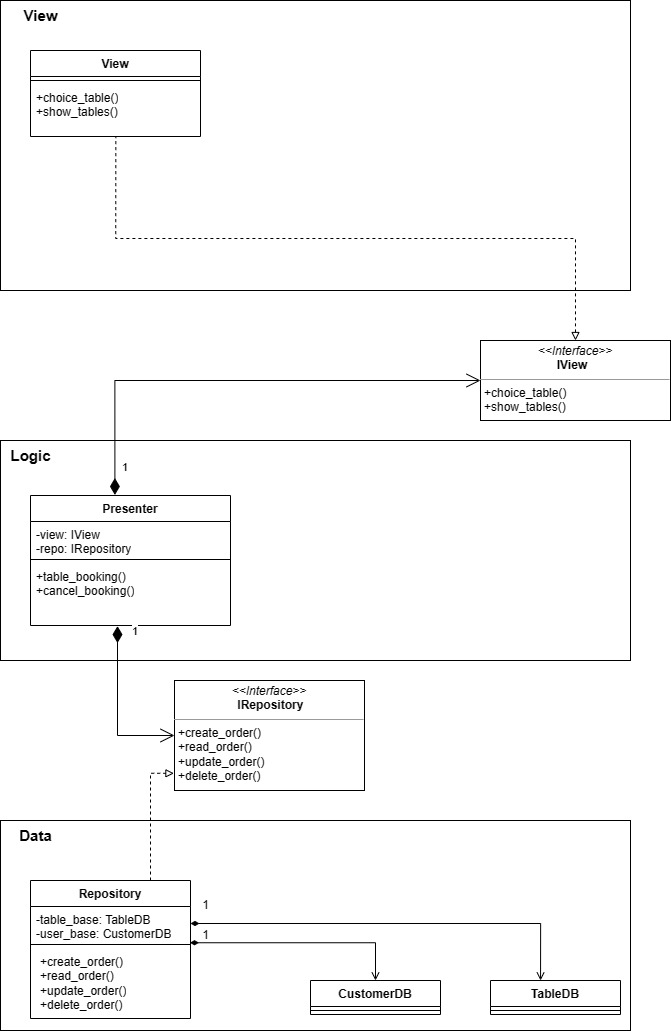 View
View
+choice_table()
+show_tables()
<<Interface>>
IView
+choice_table()
+show_tables()
Logic
1
Presenter
-view: IView
-repo: IRepository
+table_booking()
+cancel_booking()
1
<<Interface>>
IRepository
+create_order()
+read_order()
+update_order()
+delete_order()
Data
Repository
-table_base: TableDB
-user_base: CustomerDB
+create_order()
+read_order()
+update_order()
+delete_order()
1
1
CustomerDB
TableDB